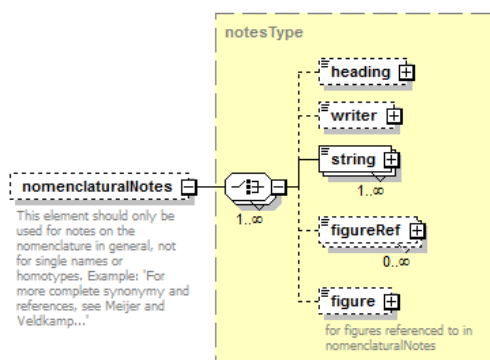 notesType
heading
writer
string
1..∞
nomenclaturalNotes
1..∞
This element should only be
used for notes on the
nomenclature in general, not
for single names or
homotypes. Example: 'For
more complete synonymy and
references, see Meijer and
Veldkamp...'
figureRef
0..∞
figure
for figures referenced to in
nomenclaturalNotes